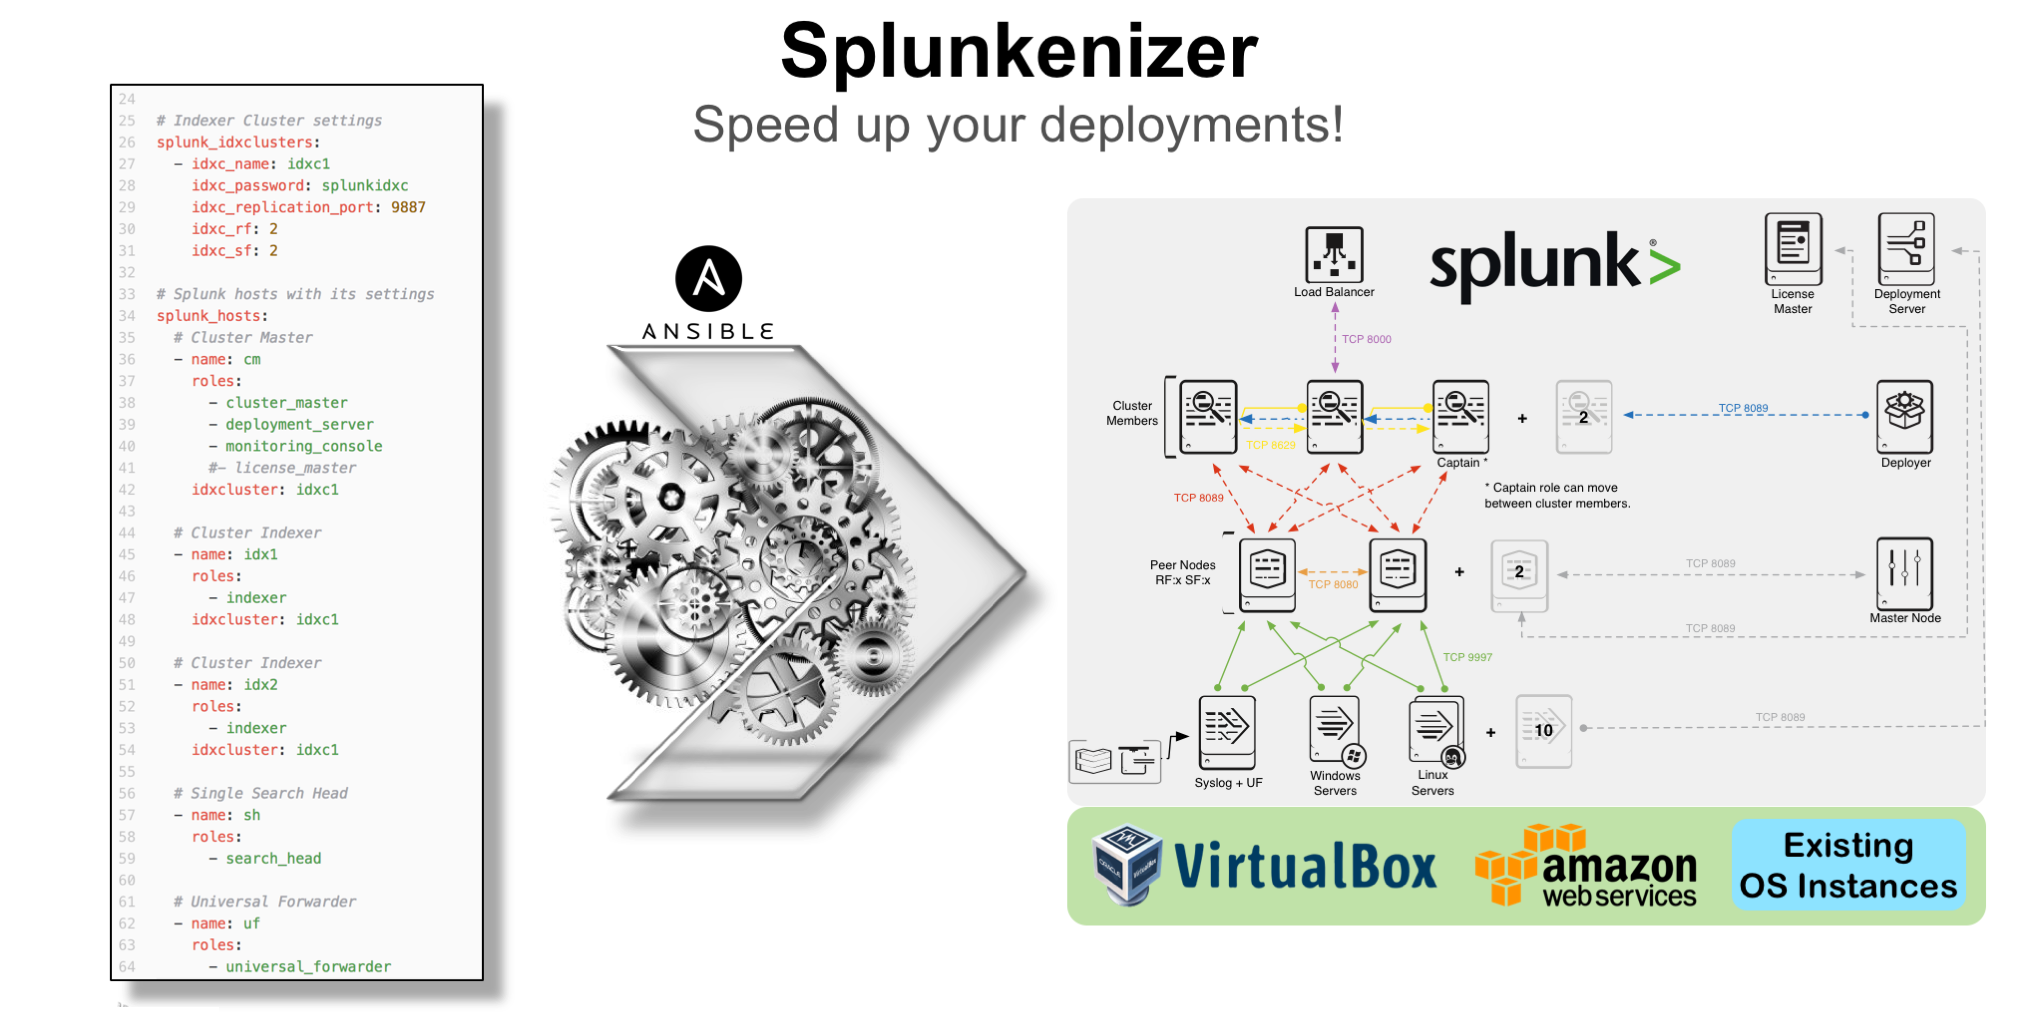 Splunkenizer
Speed up your deployments!
24
25 # Indexer Cluster settings
26 splunk_idxclusters:
27 - idxc_name: idxc1
28 idxc_password: splunkidxc
29 idxc_replication_port: 9887
30 idxc_rf: 2
31 idxc_sf: 2
32
33 # Splunk hosts with its settings
34 splunk_hosts:
35 # Cluster Master
36 - name: cm
37 roles:
38 - cluster_master
39 - deployment_server
40 - monitoring_console
41 #- license_master
42 idxcluster: idxc1
43
44 # Cluster Indexer
45 - name: idx1
46 roles:
47 - indexer
48 idxcluster: idxc1
49
50 # Cluster Indexer
51 - name: idx2
52 roles:
53 - indexer
54 idxcluster: idxc1
55
56 # Single Search Head
57 - name: sh
58 roles:
59 - search_head
60
61 # Universal Forwarder
62 - name: uf
63 roles:
64 - universal_forwarder
ANSIBLE
splunk>®
Load Balancer
License
Master
Deployment
Server
TCP 8000
Cluster
Members
TCP 6629
Captain *
+
2
TCP 8089
Deployer
TCP 8089
* Captain role can move
between cluster members.
Peer Nodes
RF:x SF:x
TCP 8080
+
2
TCP 8089
Master Node
TCP 8089
TCP 9997
Syslog + UF
Windows
Servers
Linux
Servers
+
10
TCP 8089
ORACLE
VirtualBox
VirtualBox
amazon
web services
Existing
OS Instances